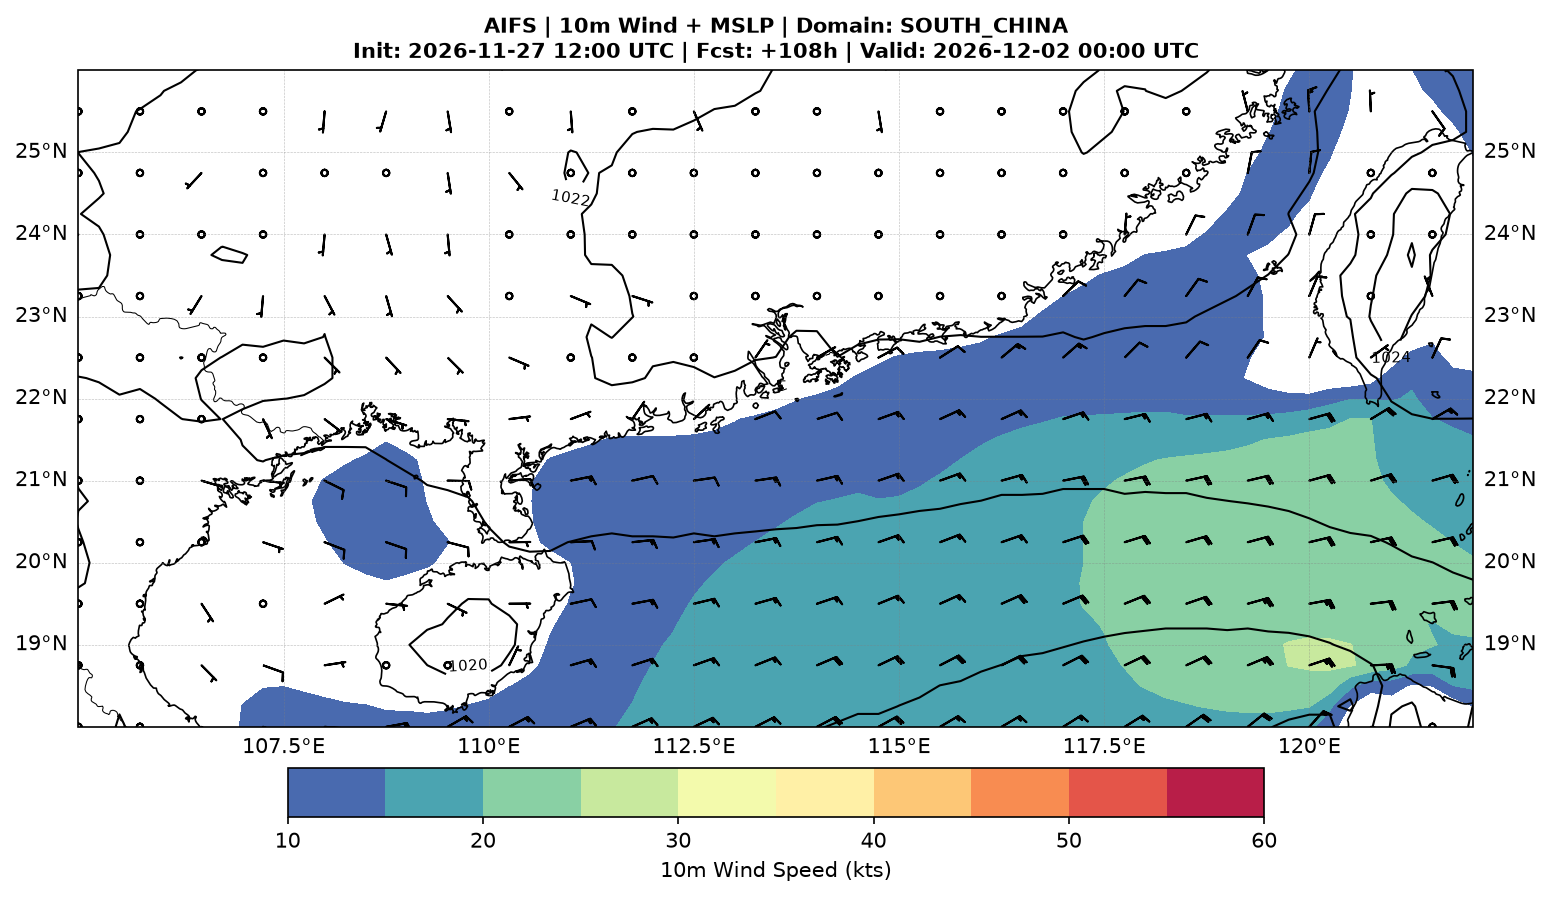 AIFS | 10m Wind + MSLP | Domain: SOUTH_CHINA
Init: 2026-11-27 12:00 UTC | Fcst: +108h | Valid: 2026-12-02 00:00 UTC
25°N
25°N
1022
24°N
24°N
23°N
23°N
1024
22°N
22°N
21°N
21°N
20°N
20°N
19°N
1020
19°N
107.5°E
110°E
112.5°E
115°E
117.5°E
120°E
10
20
30
40
50
60
10m Wind Speed (kts)